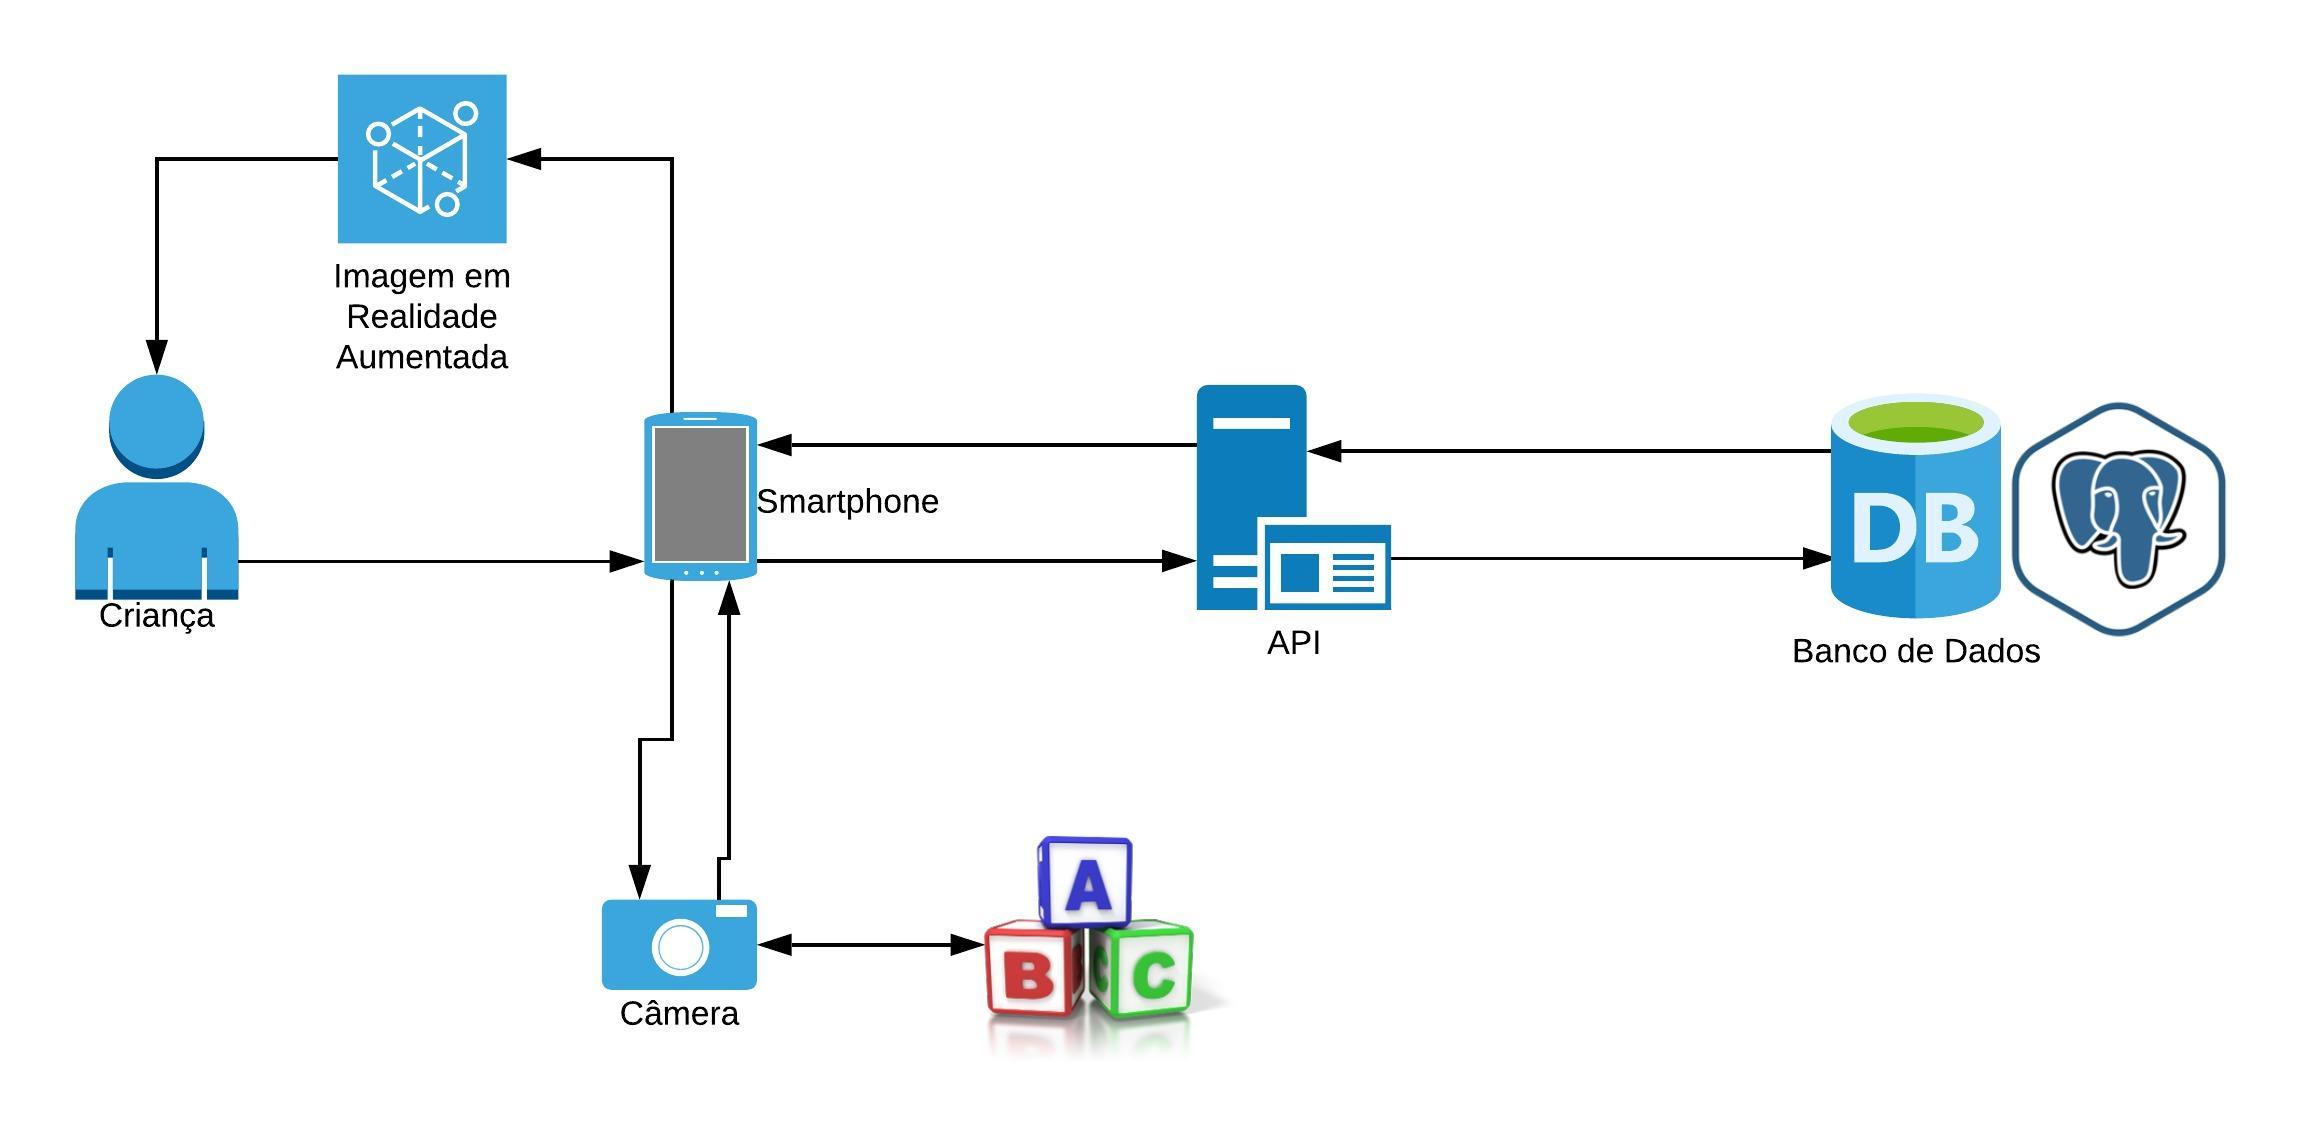 Imagem em
Realidade
Aumentada
Criança
Smartphone
API
DB
Banco de Dados
Câmera
A
B
C
C